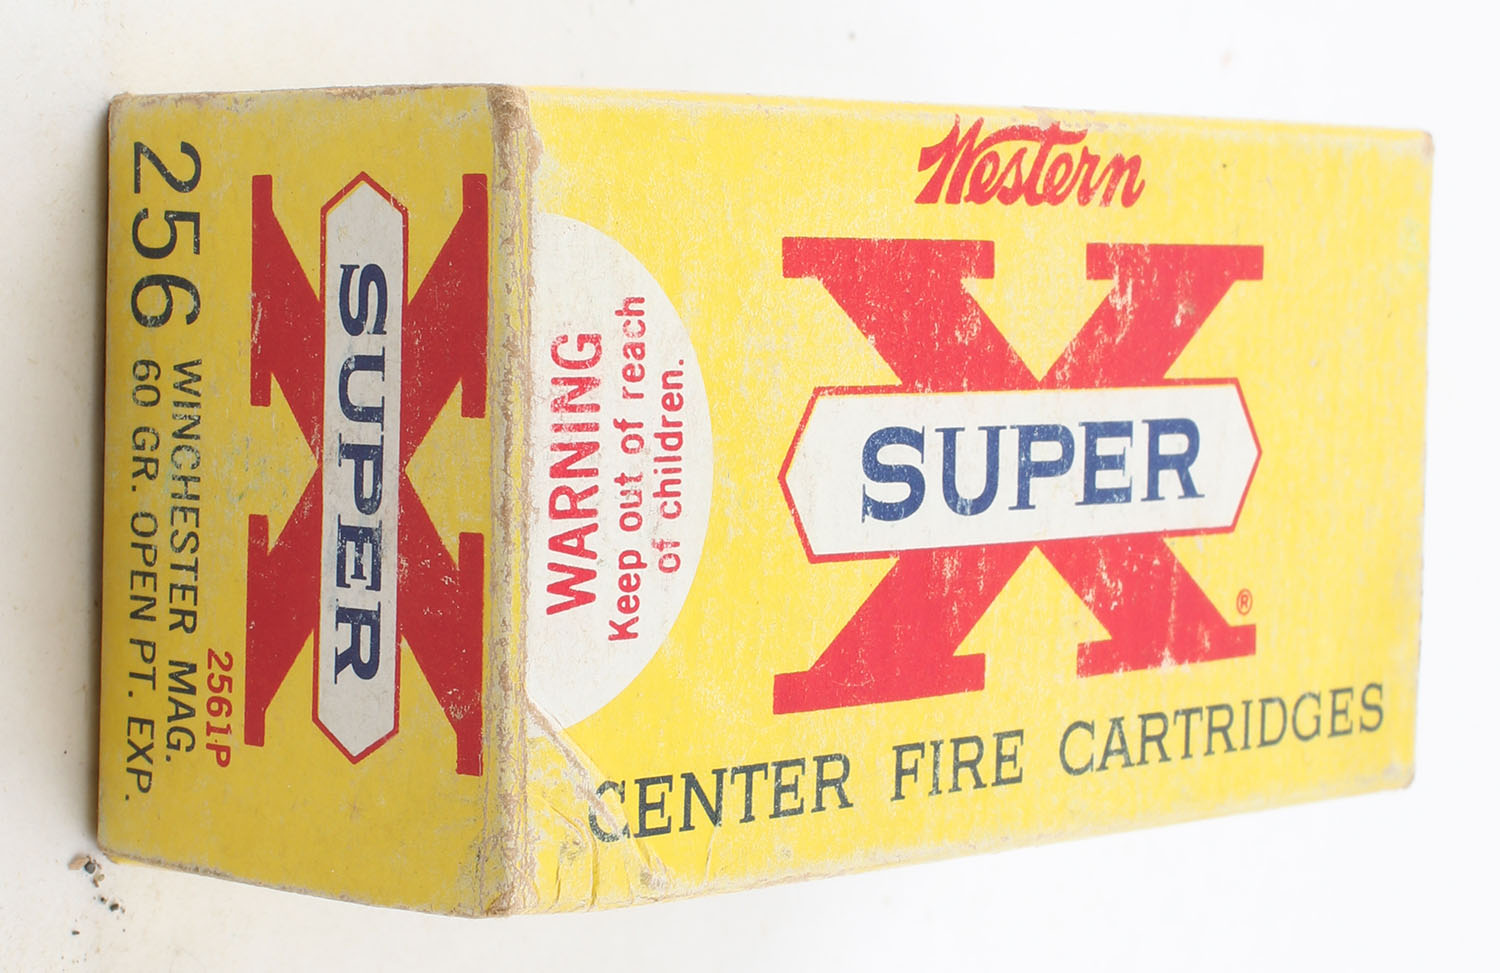 Western
SUPER
X
®
CENTER FIRE CARTRIDGES
WARNING
Keep out of reach
of children.
SUPER
X
2561P
256 WINCHESTER MAG.
60 GR. OPEN PT. EXP.